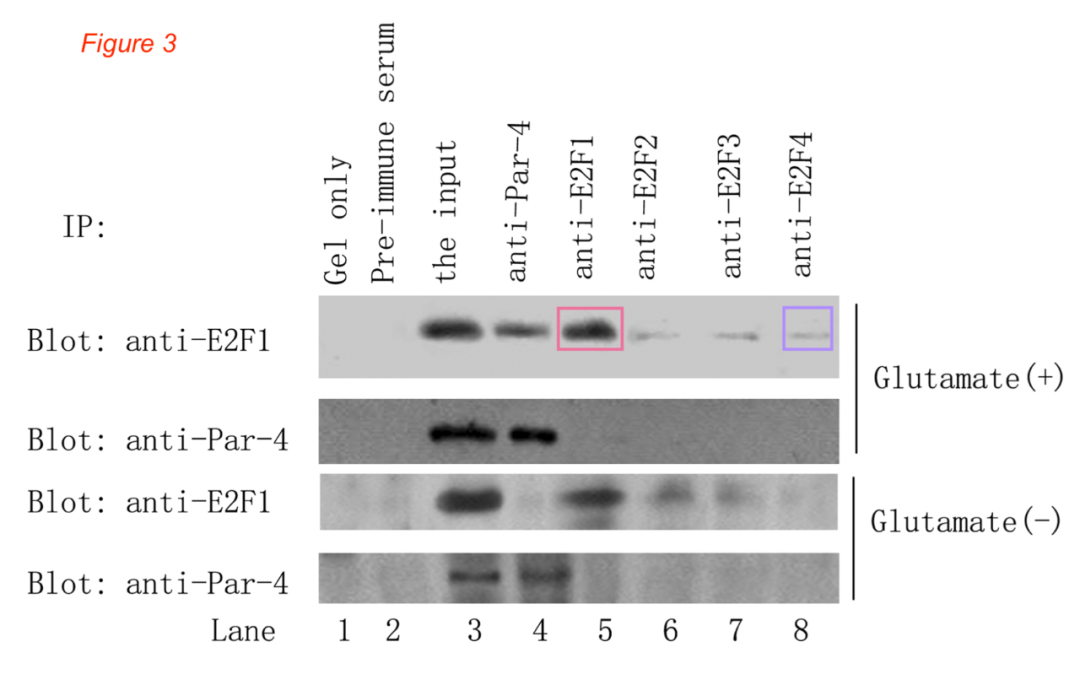 Figure 3
IP:
Gel only
Pre-immune serum
the input
anti-Par-4
anti-E2F1
anti-E2F2
anti-E2F3
anti-E2F4
Blot: anti-E2F1
Blot: anti-Par-4
Glutamate(+)
Blot: anti-E2F1
Blot: anti-Par-4
Glutamate(-)
Lane 1 2 3 4 5 6 7 8